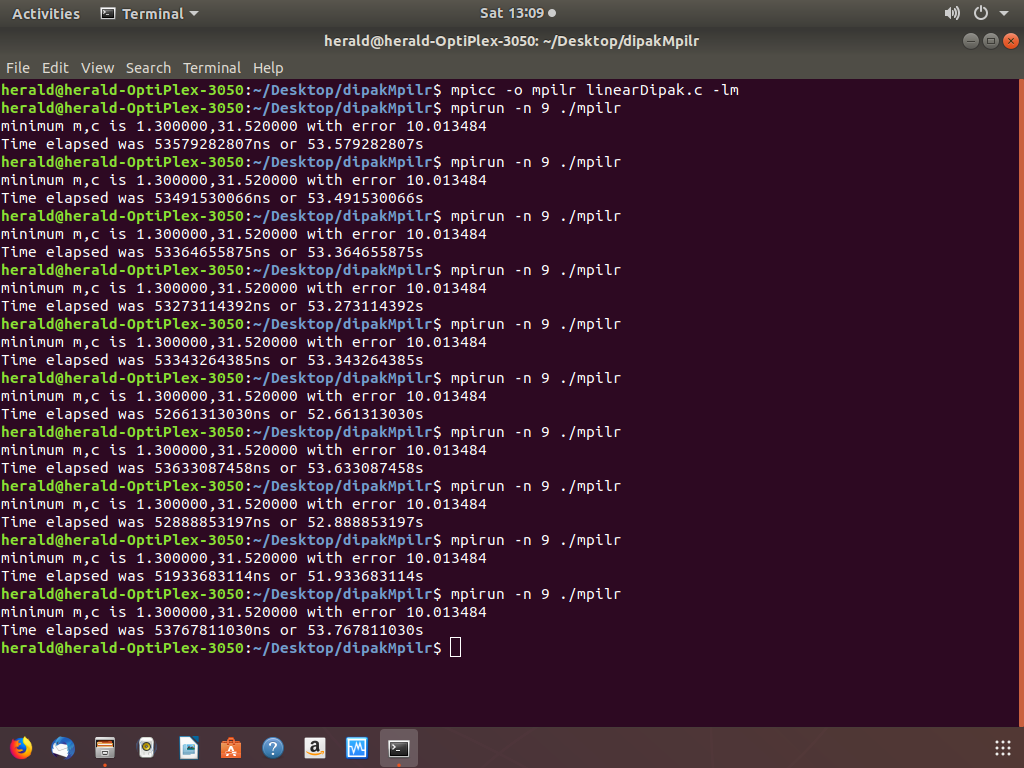 Activities Terminal Sat 13:09
herald@herald-OptiPlex-3050: ~/Desktop/dipakMpilr
File Edit View Search Terminal Help
herald@herald-OptiPlex-3050:~/Desktop/dipakMpilr$ mpicc -o mpilr linearDipak.c -lm
herald@herald-OptiPlex-3050:~/Desktop/dipakMpilr$ mpirun -n 9 ./mpilr
minimum m,c is 1.300000,31.520000 with error 10.013484
Time elapsed was 53579282807ns or 53.579282807s
herald@herald-OptiPlex-3050:~/Desktop/dipakMpilr$ mpirun -n 9 ./mpilr
minimum m,c is 1.300000,31.520000 with error 10.013484
Time elapsed was 53491530066ns or 53.491530066s
herald@herald-OptiPlex-3050:~/Desktop/dipakMpilr$ mpirun -n 9 ./mpilr
minimum m,c is 1.300000,31.520000 with error 10.013484
Time elapsed was 53364655875ns or 53.364655875s
herald@herald-OptiPlex-3050:~/Desktop/dipakMpilr$ mpirun -n 9 ./mpilr
minimum m,c is 1.300000,31.520000 with error 10.013484
Time elapsed was 53273114392ns or 53.273114392s
herald@herald-OptiPlex-3050:~/Desktop/dipakMpilr$ mpirun -n 9 ./mpilr
minimum m,c is 1.300000,31.520000 with error 10.013484
Time elapsed was 53343264385ns or 53.343264385s
herald@herald-OptiPlex-3050:~/Desktop/dipakMpilr$ mpirun -n 9 ./mpilr
minimum m,c is 1.300000,31.520000 with error 10.013484
Time elapsed was 52661313030ns or 52.661313030s
herald@herald-OptiPlex-3050:~/Desktop/dipakMpilr$ mpirun -n 9 ./mpilr
minimum m,c is 1.300000,31.520000 with error 10.013484
Time elapsed was 53633087458ns or 53.633087458s
herald@herald-OptiPlex-3050:~/Desktop/dipakMpilr$ mpirun -n 9 ./mpilr
minimum m,c is 1.300000,31.520000 with error 10.013484
Time elapsed was 52888853197ns or 52.888853197s
herald@herald-OptiPlex-3050:~/Desktop/dipakMpilr$ mpirun -n 9 ./mpilr
minimum m,c is 1.300000,31.520000 with error 10.013484
Time elapsed was 51933683114ns or 51.933683114s
herald@herald-OptiPlex-3050:~/Desktop/dipakMpilr$ mpirun -n 9 ./mpilr
minimum m,c is 1.300000,31.520000 with error 10.013484
Time elapsed was 53767811030ns or 53.767811030s
herald@herald-OptiPlex-3050:~/Desktop/dipakMpilr$